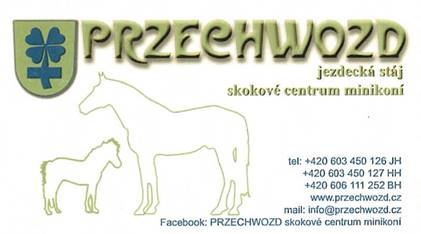 PRZECHWOZD
jezdecká stáj
skokové centrum minikoní
tel: +420 603 450 126 JH
+420 603 450 127 HH
+420 606 111 252 BH
www.przechwozd.cz
mail: info@przechwozd.cz
Facebook: PRZECHWOZD skokové centrum minikoní